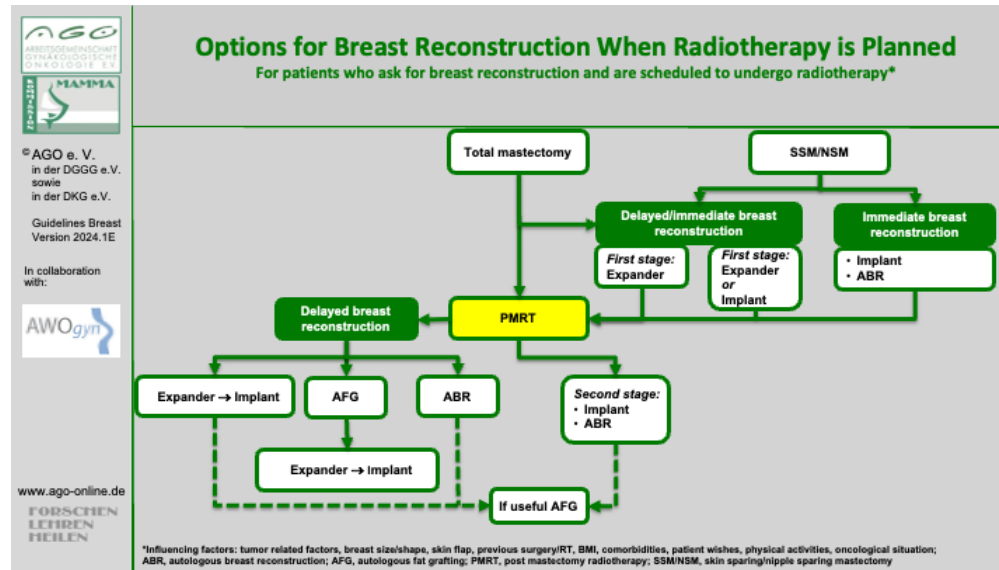 Options for Breast Reconstruction When Radiotherapy is Planned
For patients who ask for breast reconstruction and are scheduled to undergo radiotherapy*
AGO
ARBEITSGEMEINSCHAFT
GYNÄKOLOGISCHE
ONKOLOGIE E.V.
KOMMISSION
MAMMA
© AGO e. V.
in der DGGG e.V.
sowie
in der DKG e.V.
Guidelines Breast
Version 2024.1E
In collaboration
with:
AWOgyn
www.ago-online.de
FORSCHEN
LEHREN
HEILEN
Total mastectomy
SSM/NSM
Delayed/immediate breast
reconstruction
Immediate breast
reconstruction
First stage:
Expander
First stage:
Expander
or
Implant
• Implant
• ABR
Delayed breast
reconstruction
PMRT
Expander → Implant
AFG
ABR
Second stage:
• Implant
• ABR
Expander → Implant
If useful AFG
*Influencing factors: tumor related factors, breast size/shape, skin flap, previous surgery/RT, BMI, comorbidities, patient wishes, physical activities, oncological situation;
ABR, autologous breast reconstruction; AFG, autologous fat grafting; PMRT, post mastectomy radiotherapy; SSM/NSM, skin sparing/nipple sparing mastectomy